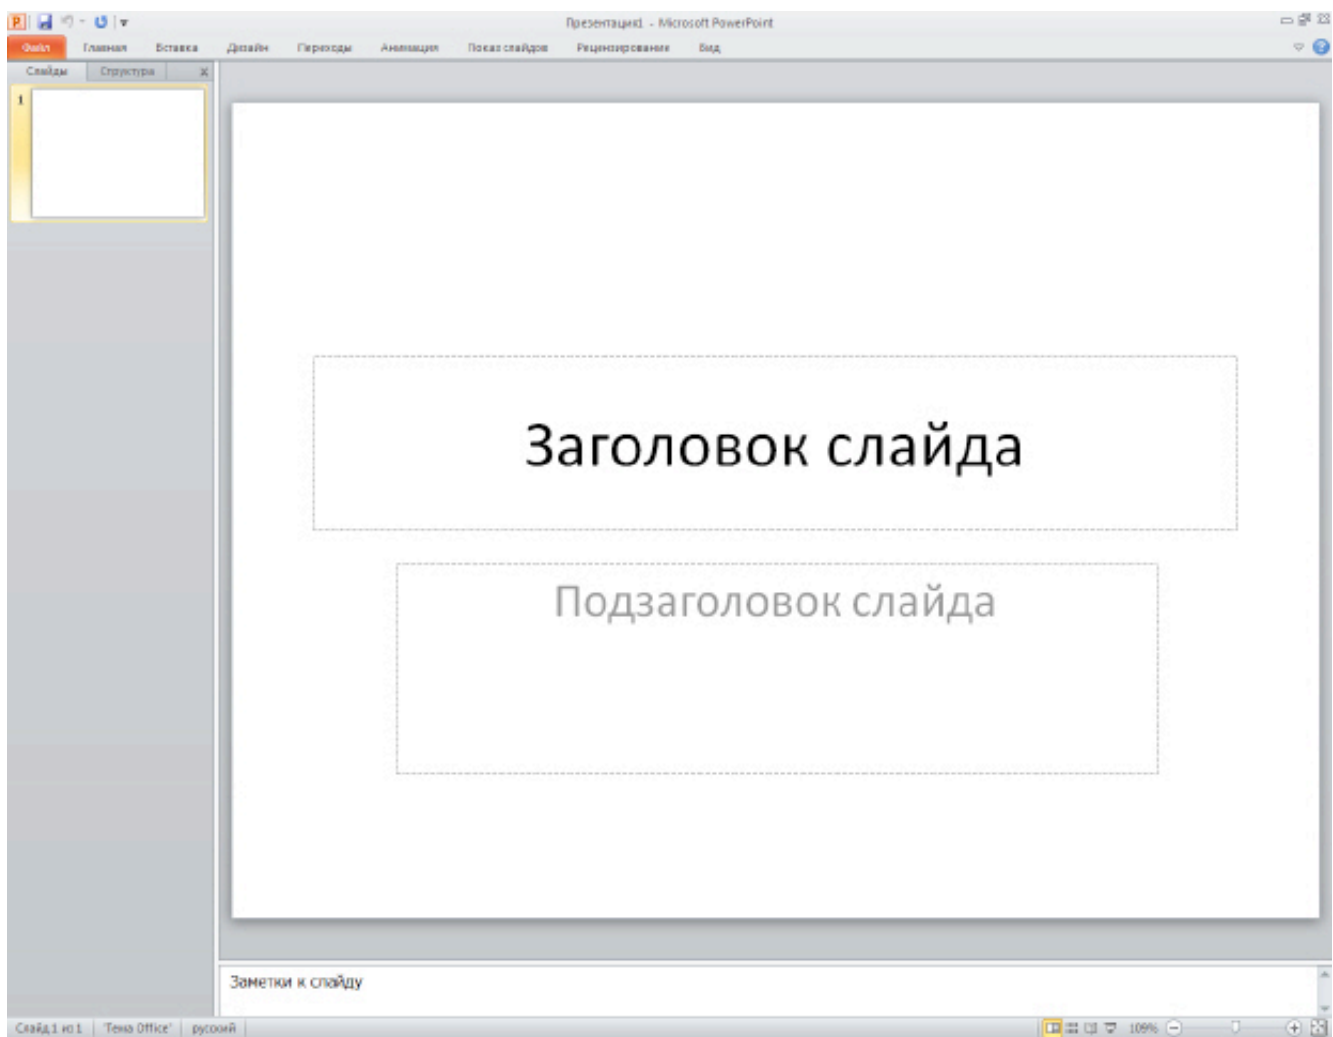 Презентация1 - Microsoft PowerPoint
Файл Главная Вставка Дизайн Переходы Анимация Показ слайдов Рецензирование Вид
Слайды Структура
1
Заголовок слайда
Подзаголовок слайда
Заметки к слайду
Слайд 1 из 1 "Тема Office" русский 109%